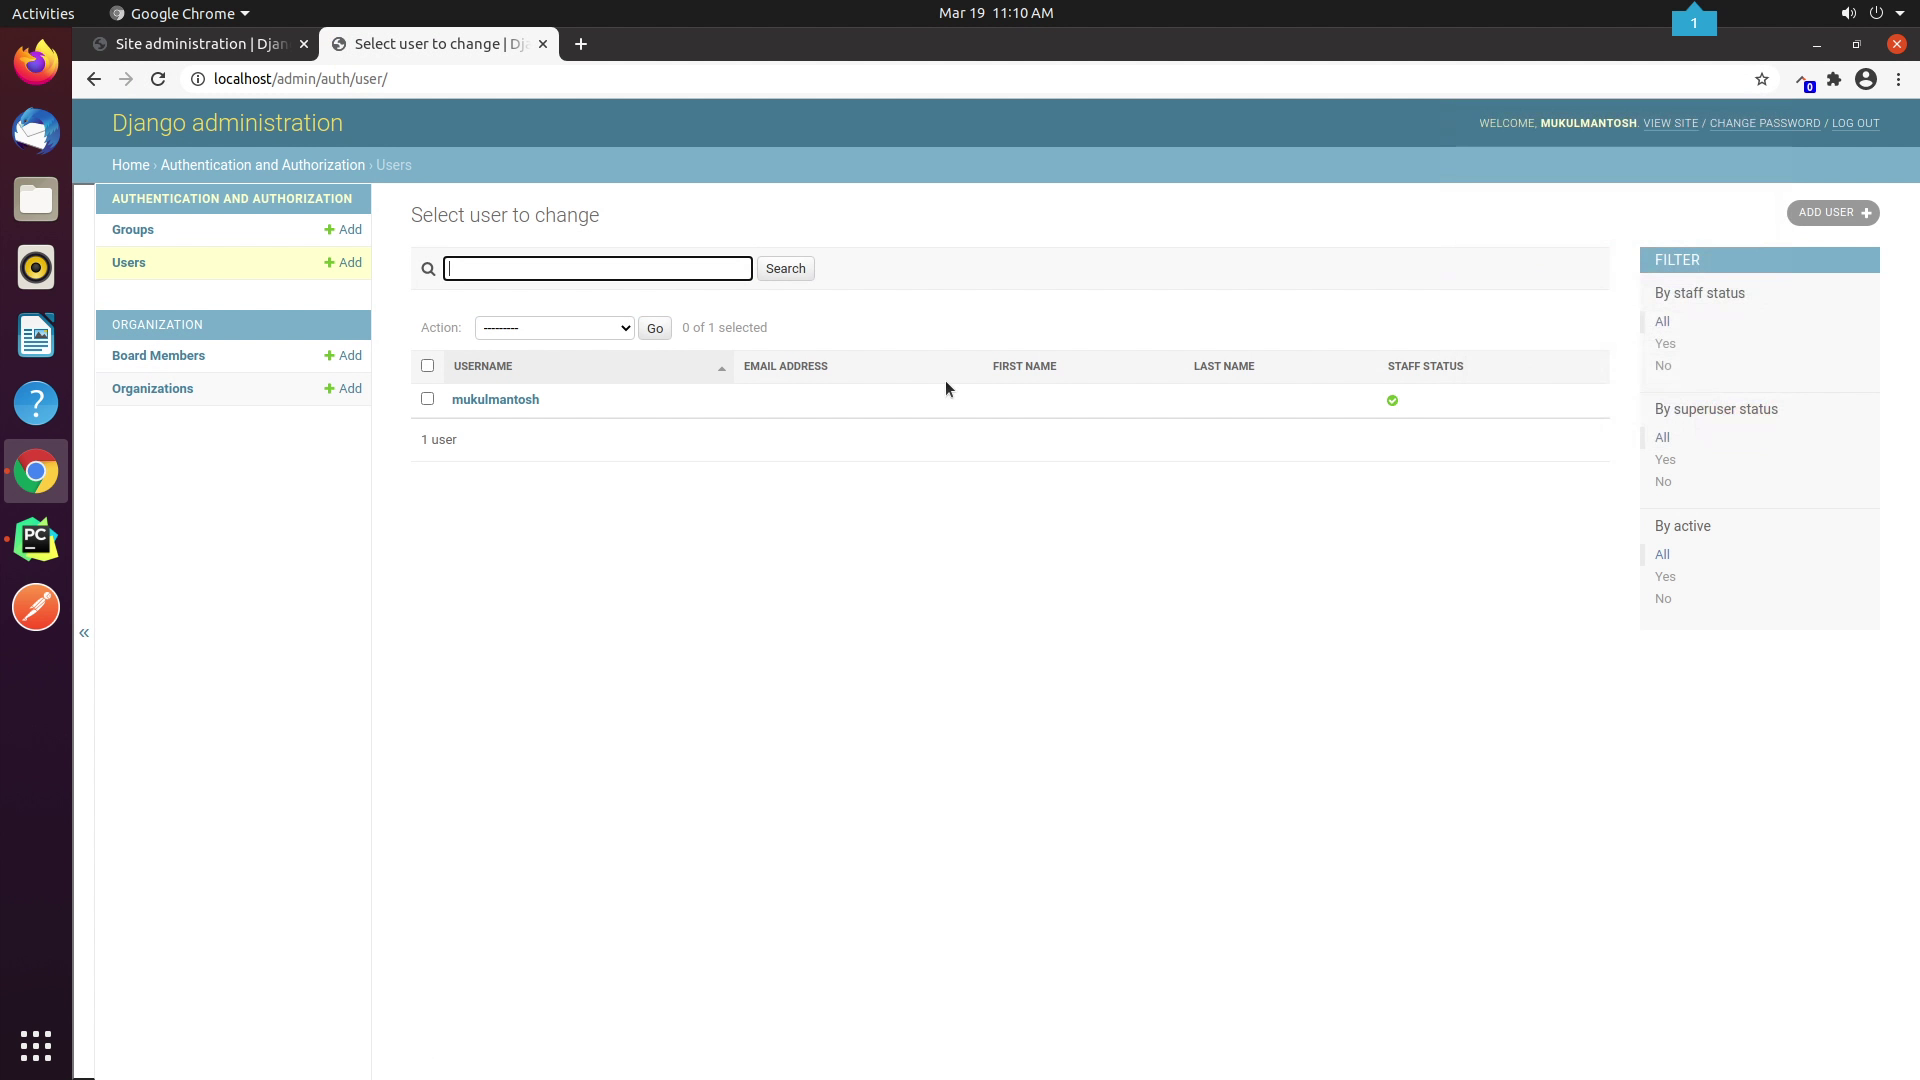 Activities
Google Chrome
Mar 19 11:10 AM
1
Site administration | Djan
Select user to change | Dj
localhost/admin/auth/user/
0
Django administration
WELCOME, MUKULMANTOSH. VIEW SITE / CHANGE PASSWORD / LOG OUT
Home › Authentication and Authorization › Users
AUTHENTICATION AND AUTHORIZATION
Groups
+ Add
Users
+ Add
ORGANIZATION
Board Members
+ Add
Organizations
+ Add
«
Select user to change
ADD USER +
Search
Action:
---------
Go
0 of 1 selected
USERNAME EMAIL ADDRESS FIRST NAME LAST NAME STAFF STATUS
mukulmantosh
1 user
FILTER
By staff status
All
Yes
No
By superuser status
All
Yes
No
By active
All
Yes
No
PC
?